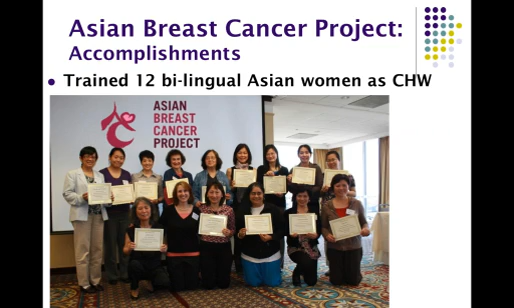 Asian Breast Cancer Project:
Accomplishments
Trained 12 bi-lingual Asian women as CHW
ASIAN
BREAST
CANCER
PROJECT